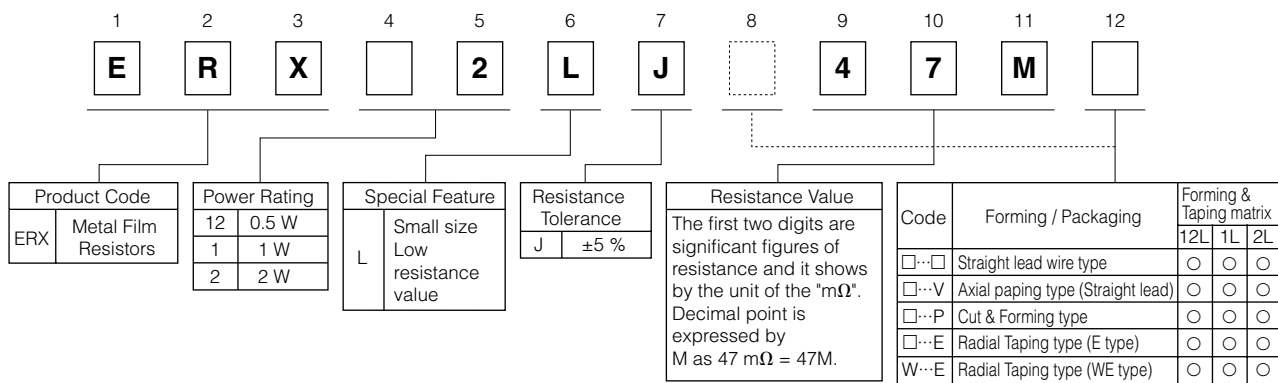 1 2 3 4 5 6 7 8 9 10 11 12
E R X 2 L J 4 7 M
Product Code
ERX Metal Film Resistors
Power Rating
12 0.5 W
1 1 W
2 2 W
Special Feature
L Small size
Low
resistance
value
Resistance
Tolerance
J ±5 %
Resistance Value
The first two digits are
significant figures of
resistance and it shows
by the unit of the "mΩ".
Decimal point is
expressed by
M as 47 mΩ = 47M.
Code Forming / Packaging Forming & Taping matrix
12L 1L 2L
□···□ Straight lead wire type ○ ○ ○
□···V Axial paping type (Straight lead) ○ ○ ○
□···P Cut & Forming type ○ ○ ○
□···E Radial Taping type (E type) ○ ○ ○
W···E Radial Taping type (WE type) ○ ○ ○